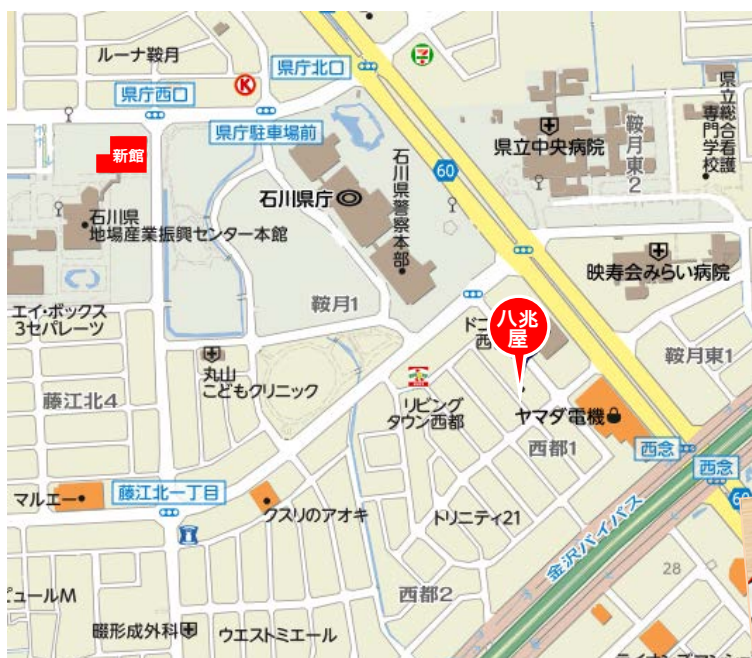 ルーナ鞍月
県庁北口
県庁西口
K
7
県庁駐車場前
新館
県立中央病院
鞍月東2
県立総合看護
専門学校
60
石川県庁
石川県警察本部
石川県
地場産業振興センター本館
映寿会みらい病院
鞍月1
エイ・ボックス
3セパレーツ
八兆
屋
ドコ
西
鞍月東1
丸山
こどもクリニック
藤江北4
リビング
タウン西都
ヤマダ電機
西都1
西念
西念
60
マルエー
藤江北一丁目
クスリのアオキ
トリニティ21
金沢バイパス
ピュールM
西都2
28
畷形成外科
ウエストミエール